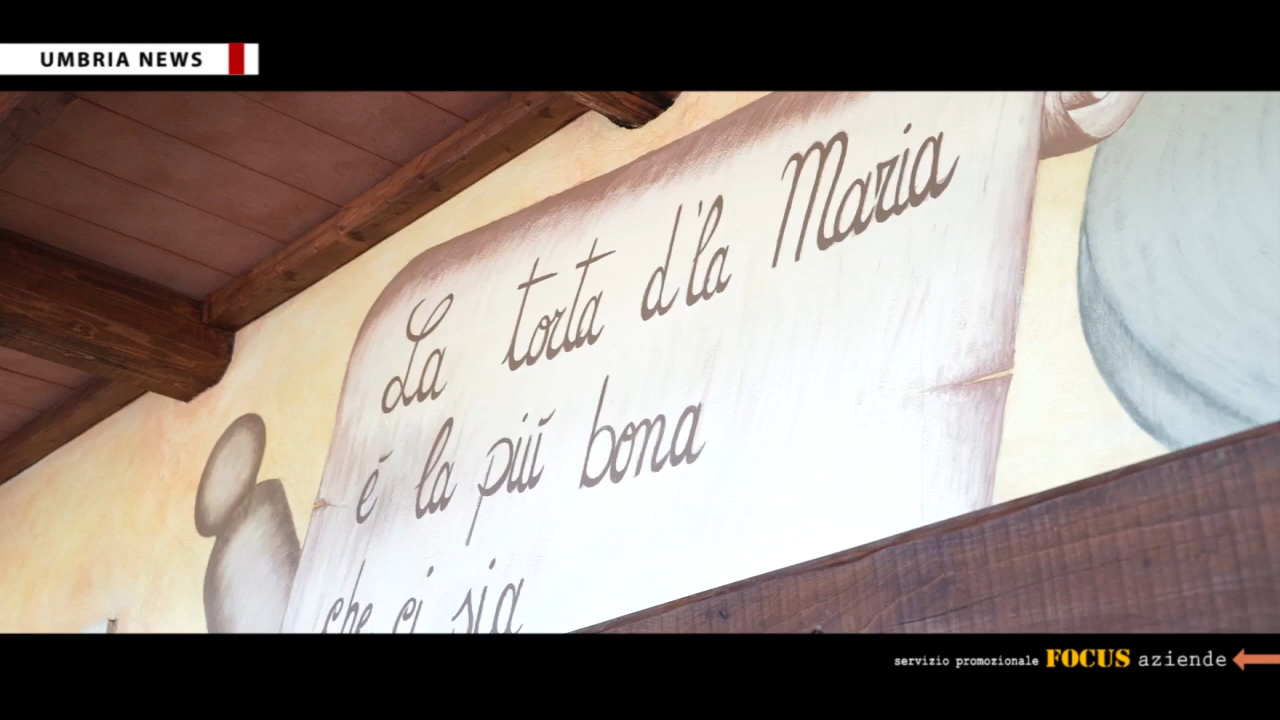 UMBRIA NEWS
La torta d'la Maria
è la più bona
che ci sia
servizio promozionale FOCUS aziende